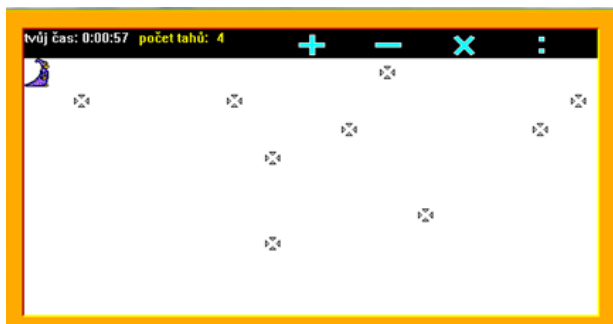 tvůj čas: 0:00:57 počet tahů: 4 + − × :